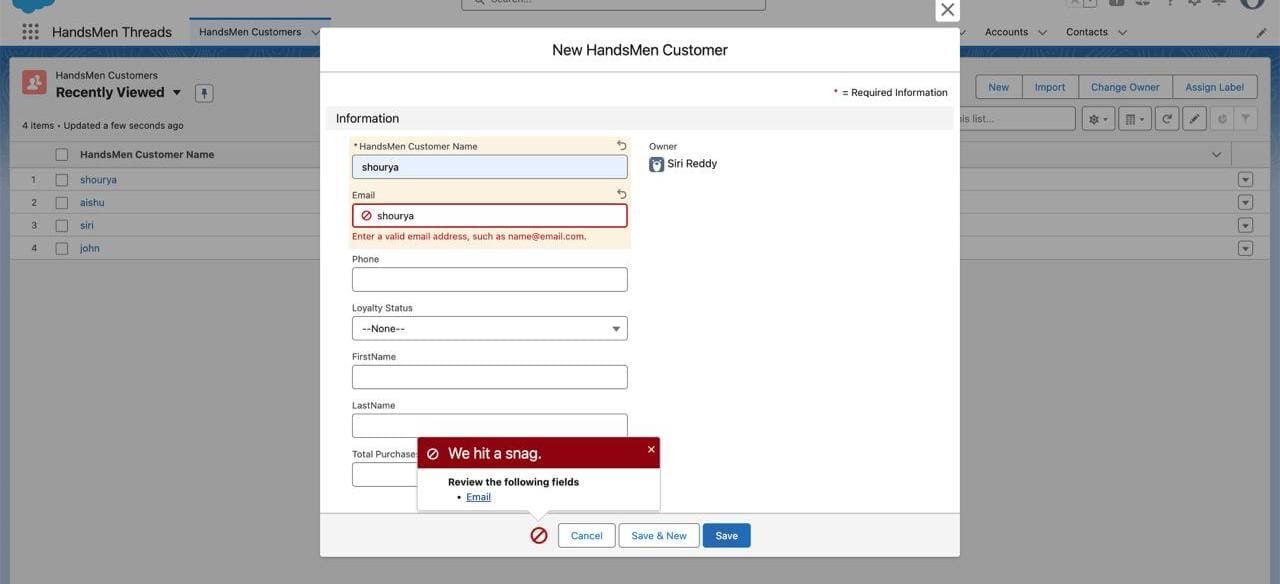 Search...
HandsMen Threads
HandsMen Customers
Accounts
Contacts
HandsMen Customers
Recently Viewed
New
Import
Change Owner
Assign Label
4 items • Updated a few seconds ago
his list...
HandsMen Customer Name
1 shourya
2 aishu
3 siri
4 john
New HandsMen Customer
* = Required Information
Information
*HandsMen Customer Name
shourya
Owner
Siri Reddy
Email
shourya
Enter a valid email address, such as name@email.com.
Phone
Loyalty Status
--None--
FirstName
LastName
Total Purchases
We hit a snag.
Review the following fields
• Email
Cancel
Save & New
Save